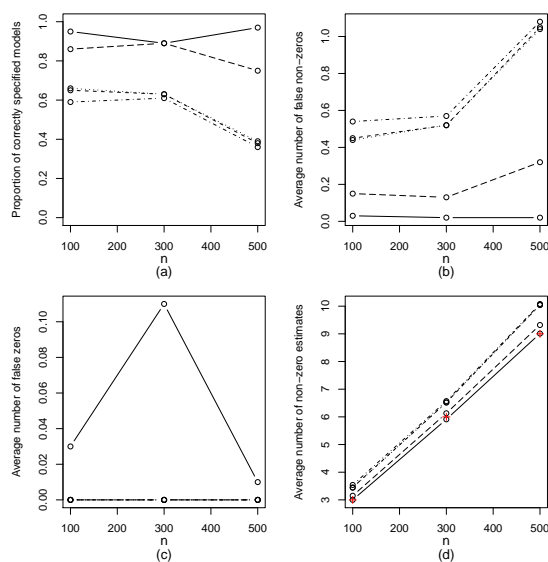 Proportion of correctly specified models
0.0 0.2 0.4 0.6 0.8 1.0
100 200 300 400 500
n
(a)
Average number of false non−zeros
0.0 0.2 0.4 0.6 0.8 1.0
100 200 300 400 500
n
(b)
Average number of false zeros
0.00 0.02 0.04 0.06 0.08 0.10
100 200 300 400 500
n
(c)
Average number of non−zero estimates
3 4 5 6 7 8 9 10
100 200 300 400 500
n
(d)